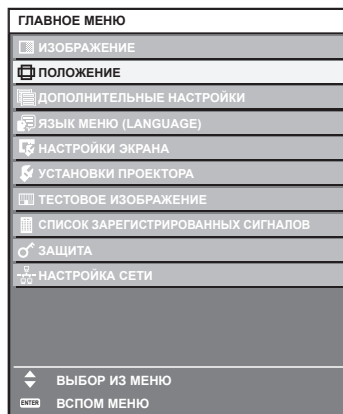 ГЛАВНОЕ МЕНЮ
ИЗОБРАЖЕНИЕ
ПОЛОЖЕНИЕ
ДОПОЛНИТЕЛЬНЫЕ НАСТРОЙКИ
ЯЗЫК МЕНЮ (LANGUAGE)
НАСТРОЙКИ ЭКРАНА
УСТАНОВКИ ПРОЕКТОРА
ТЕСТОВОЕ ИЗОБРАЖЕНИЕ
СПИСОК ЗАРЕГИСТРИРОВАННЫХ СИГНАЛОВ
ЗАЩИТА
НАСТРОЙКА СЕТИ
ВЫБОР ИЗ МЕНЮ
ENTER ВСПОМ МЕНЮ